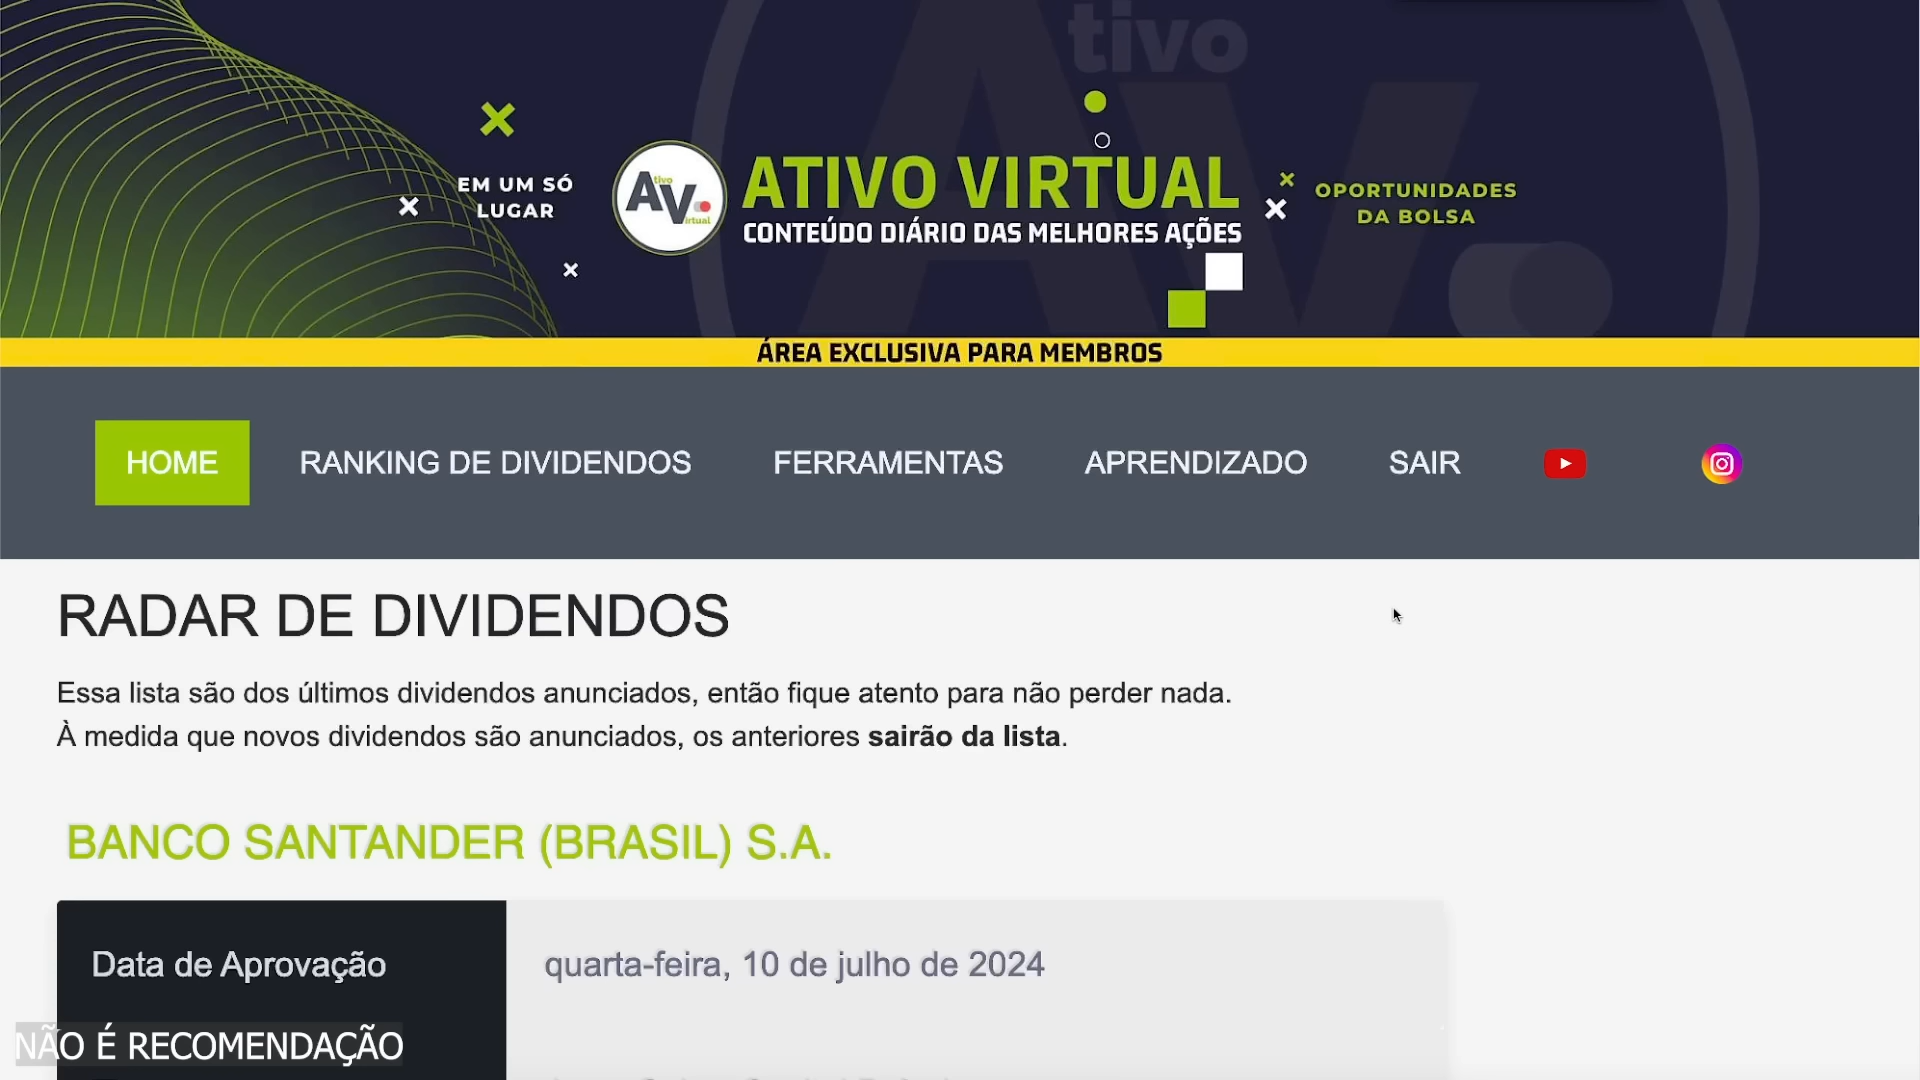 tivo
EM UM SÓ
LUGAR
tivo
AV
irtual
ATIVO VIRTUAL
CONTEÚDO DIÁRIO DAS MELHORES AÇÕES
OPORTUNIDADES
DA BOLSA
ÁREA EXCLUSIVA PARA MEMBROS
HOME RANKING DE DIVIDENDOS FERRAMENTAS APRENDIZADO SAIR
RADAR DE DIVIDENDOS
Essa lista são dos últimos dividendos anunciados, então fique atento para não perder nada.
À medida que novos dividendos são anunciados, os anteriores sairão da lista.
BANCO SANTANDER (BRASIL) S.A.
Data de Aprovação quarta-feira, 10 de julho de 2024
NÃO É RECOMENDAÇÃO